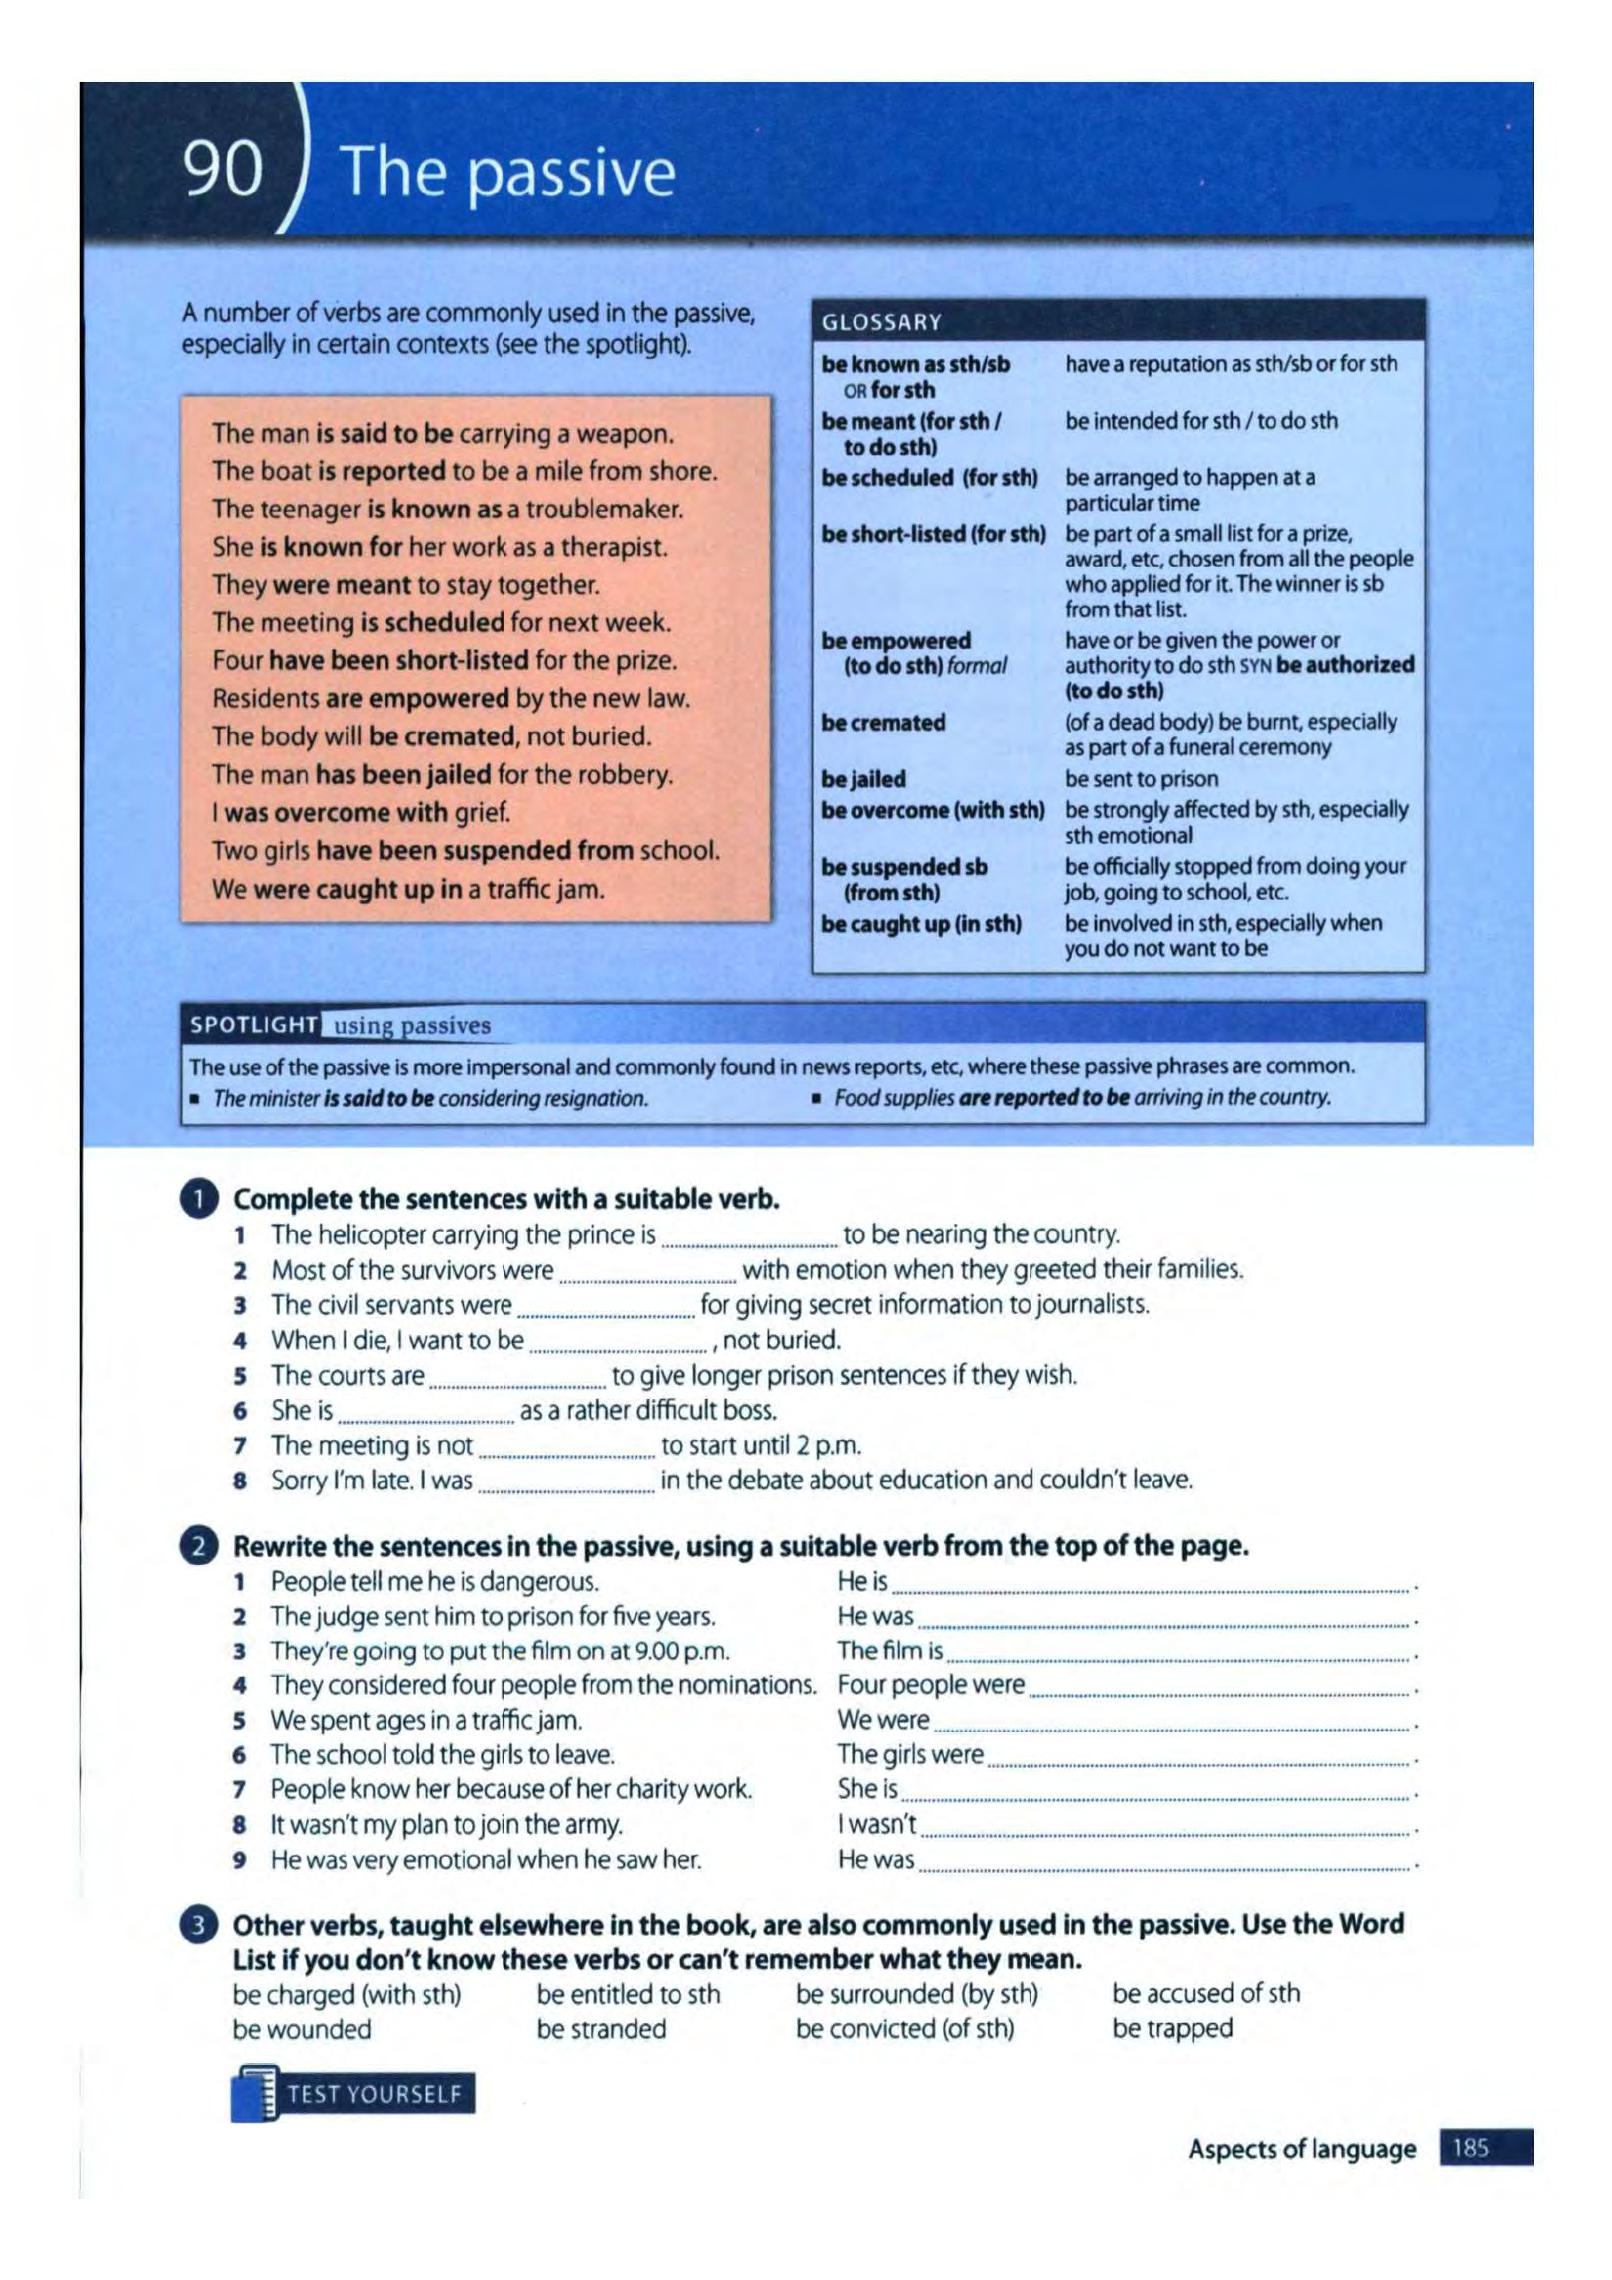 90 The passive
A number of verbs are commonly used in the passive,
especially in certain contexts (see the spotlight).
The man is said to be carrying a weapon.
The boat is reported to be a mile from shore.
The teenager is known as a troublemaker.
She is known for her work as a therapist.
They were meant to stay together.
The meeting is scheduled for next week.
Four have been short-listed for the prize.
Residents are empowered by the new law.
The body will be cremated, not buried.
The man has been jailed for the robbery.
I was overcome with grief.
Two girls have been suspended from school.
We were caught up in a traffic jam.
GLOSSARY
be known as sth/sb have a reputation as sth/sb or for sth
OR for sth
be meant (for sth / be intended for sth / to do sth
to do sth)
be scheduled (for sth) be arranged to happen at a
particular time
be short-listed (for sth) be part of a small list for a prize,
award, etc, chosen from all the people
who applied for it. The winner is sb
from that list.
be empowered have or be given the power or
(to do sth) formal authority to do sth SYN be authorized
(to do sth)
be cremated (of a dead body) be burnt, especially
as part of a funeral ceremony
be jailed be sent to prison
be overcome (with sth) be strongly affected by sth, especially
sth emotional
be suspended sb be officially stopped from doing your
(from sth) job, going to school, etc.
be caught up (in sth) be involved in sth, especially when
you do not want to be
SPOTLIGHT using passives
The use of the passive is more impersonal and commonly found in news reports, etc, where these passive phrases are common.
▪ The minister is said to be considering resignation. ▪ Food supplies are reported to be arriving in the country.
1 Complete the sentences with a suitable verb.
1 The helicopter carrying the prince is ........................ to be nearing the country.
2 Most of the survivors were ........................ with emotion when they greeted their families.
3 The civil servants were ........................ for giving secret information to journalists.
4 When I die, I want to be ........................ , not buried.
5 The courts are ........................ to give longer prison sentences if they wish.
6 She is ........................ as a rather difficult boss.
7 The meeting is not ........................ to start until 2 p.m.
8 Sorry I'm late. I was ........................ in the debate about education and couldn't leave.
2 Rewrite the sentences in the passive, using a suitable verb from the top of the page.
1 People tell me he is dangerous. He is ........................ .
2 The judge sent him to prison for five years. He was ........................ .
3 They're going to put the film on at 9.00 p.m. The film is ........................ .
4 They considered four people from the nominations. Four people were ........................ .
5 We spent ages in a traffic jam. We were ........................ .
6 The school told the girls to leave. The girls were ........................ .
7 People know her because of her charity work. She is ........................ .
8 It wasn't my plan to join the army. I wasn't ........................ .
9 He was very emotional when he saw her. He was ........................ .
3 Other verbs, taught elsewhere in the book, are also commonly used in the passive. Use the Word
List if you don't know these verbs or can't remember what they mean.
be charged (with sth) be entitled to sth be surrounded (by sth) be accused of sth
be wounded be stranded be convicted (of sth) be trapped
TEST YOURSELF
Aspects of language 185